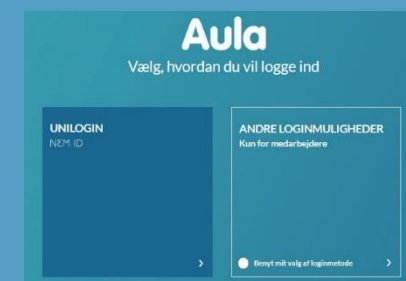 Aula
Vælg, hvordan du vil logge ind
UNILOGIN
NEM ID
ANDRE LOGINMULIGHEDER
Kun for medarbejdere
Benyt mit valg af loginmetode